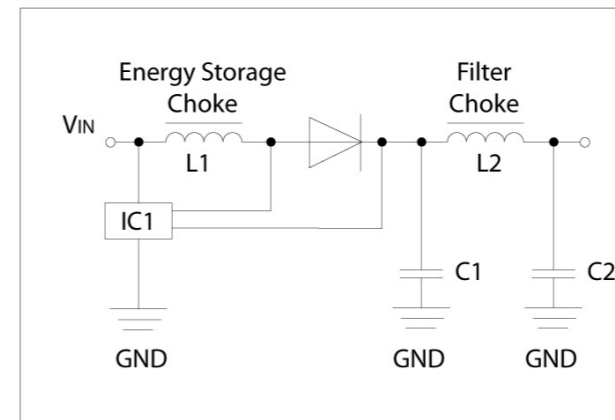 Energy Storage
Choke
Filter
Choke
VIN
L1
L2
IC1
C1
C2
GND
GND
GND